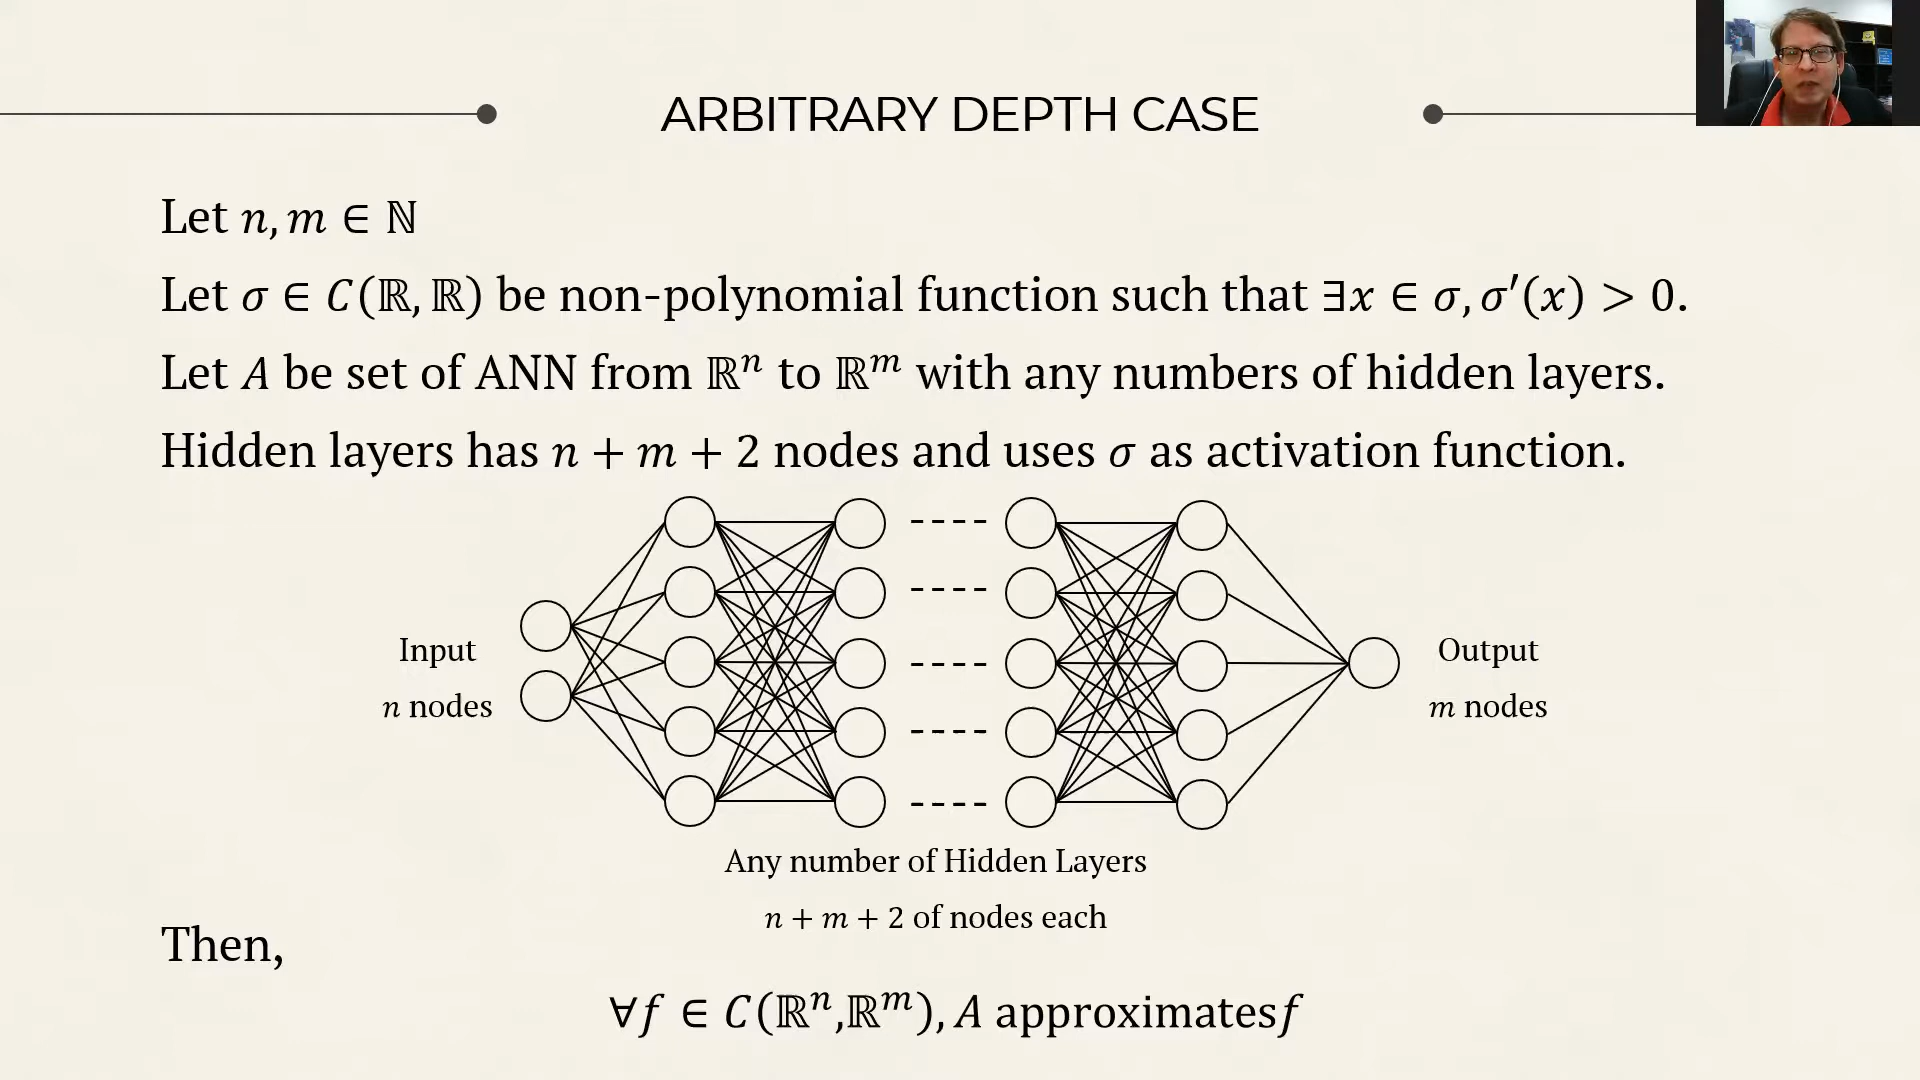 ARBITRARY DEPTH CASE
Let n, m ∈ ℕ
Let σ ∈ C(ℝ, ℝ) be non-polynomial function such that ∃x ∈ σ, σ′(x) > 0.
Let A be set of ANN from ℝⁿ to ℝᵐ with any numbers of hidden layers.
Hidden layers has n + m + 2 nodes and uses σ as activation function.
Input
n nodes
Output
m nodes
Any number of Hidden Layers
n + m + 2 of nodes each
Then,
∀f ∈ C(ℝⁿ,ℝᵐ), A approximatesf